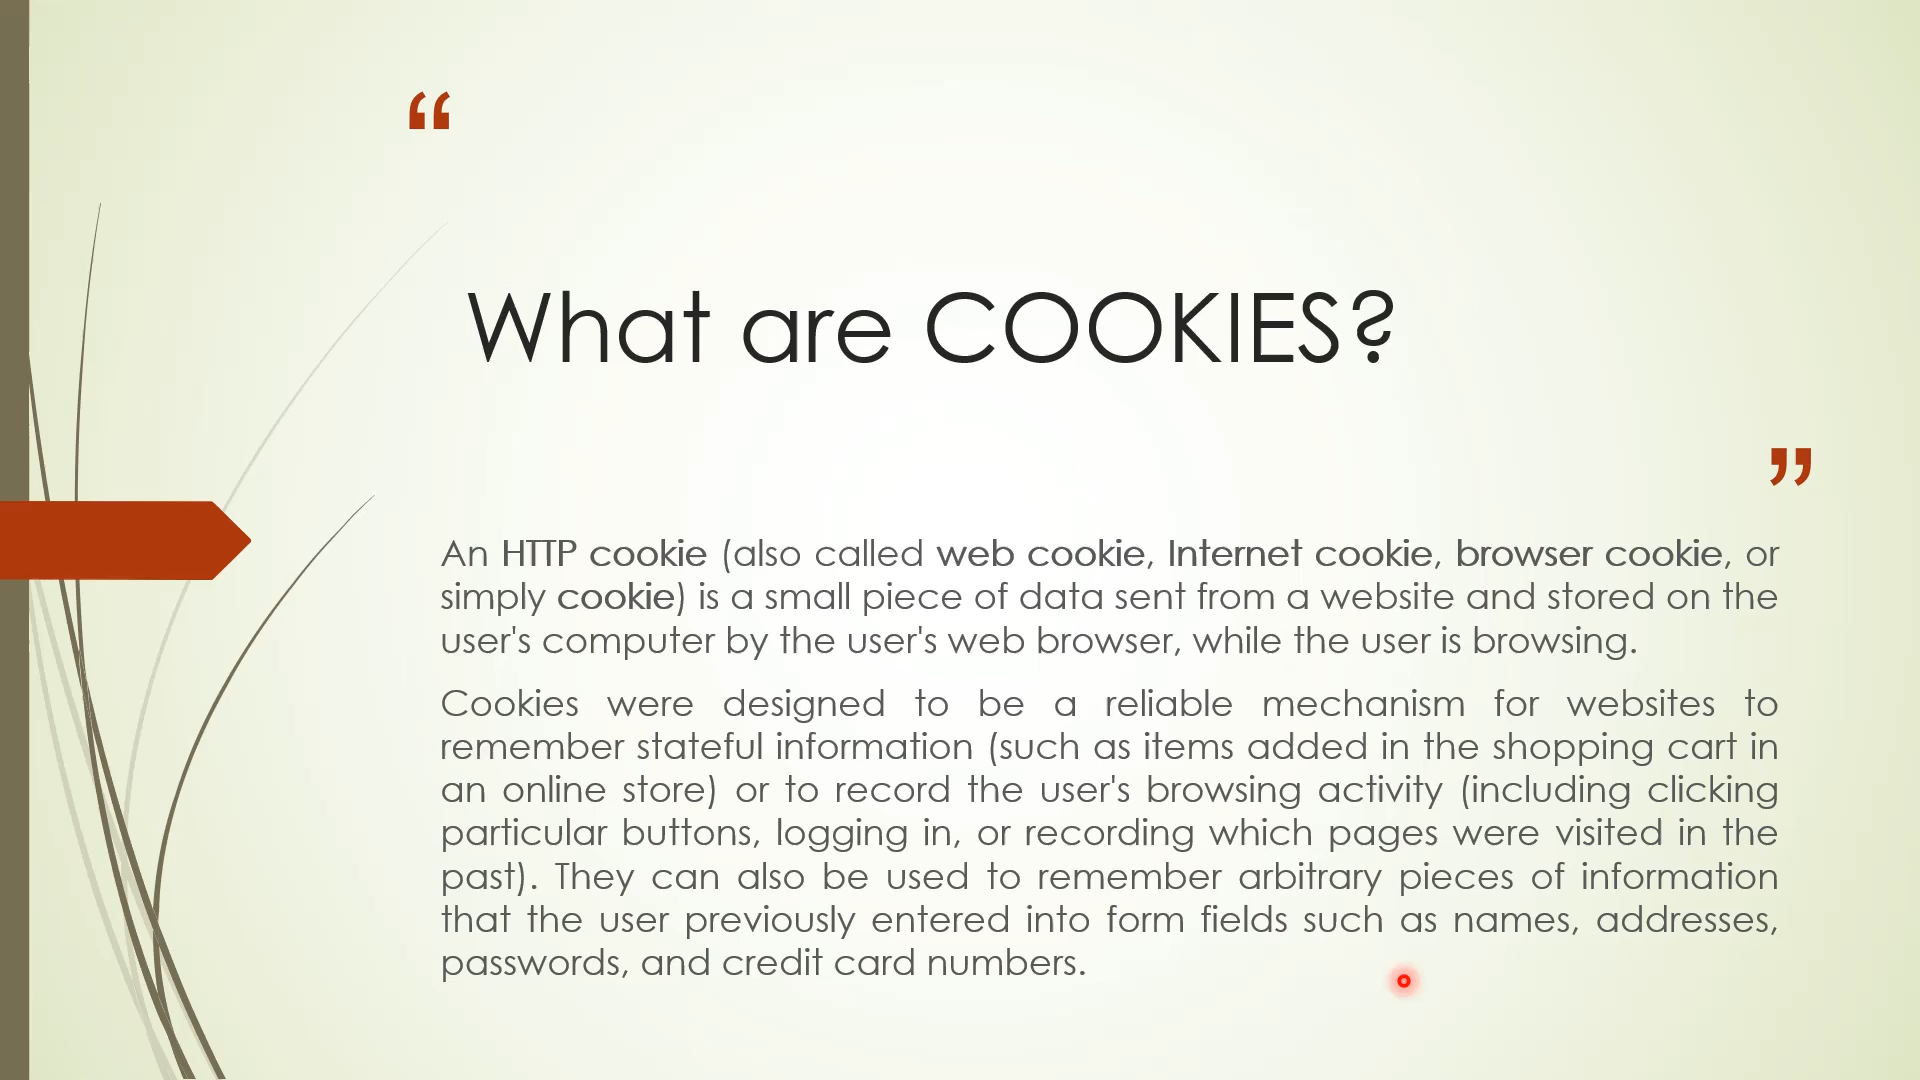 “
What are COOKIES?
”
An HTTP cookie (also called web cookie, Internet cookie, browser cookie, or
simply cookie) is a small piece of data sent from a website and stored on the
user's computer by the user's web browser, while the user is browsing.
Cookies were designed to be a reliable mechanism for websites to
remember stateful information (such as items added in the shopping cart in
an online store) or to record the user's browsing activity (including clicking
particular buttons, logging in, or recording which pages were visited in the
past). They can also be used to remember arbitrary pieces of information
that the user previously entered into form fields such as names, addresses,
passwords, and credit card numbers.